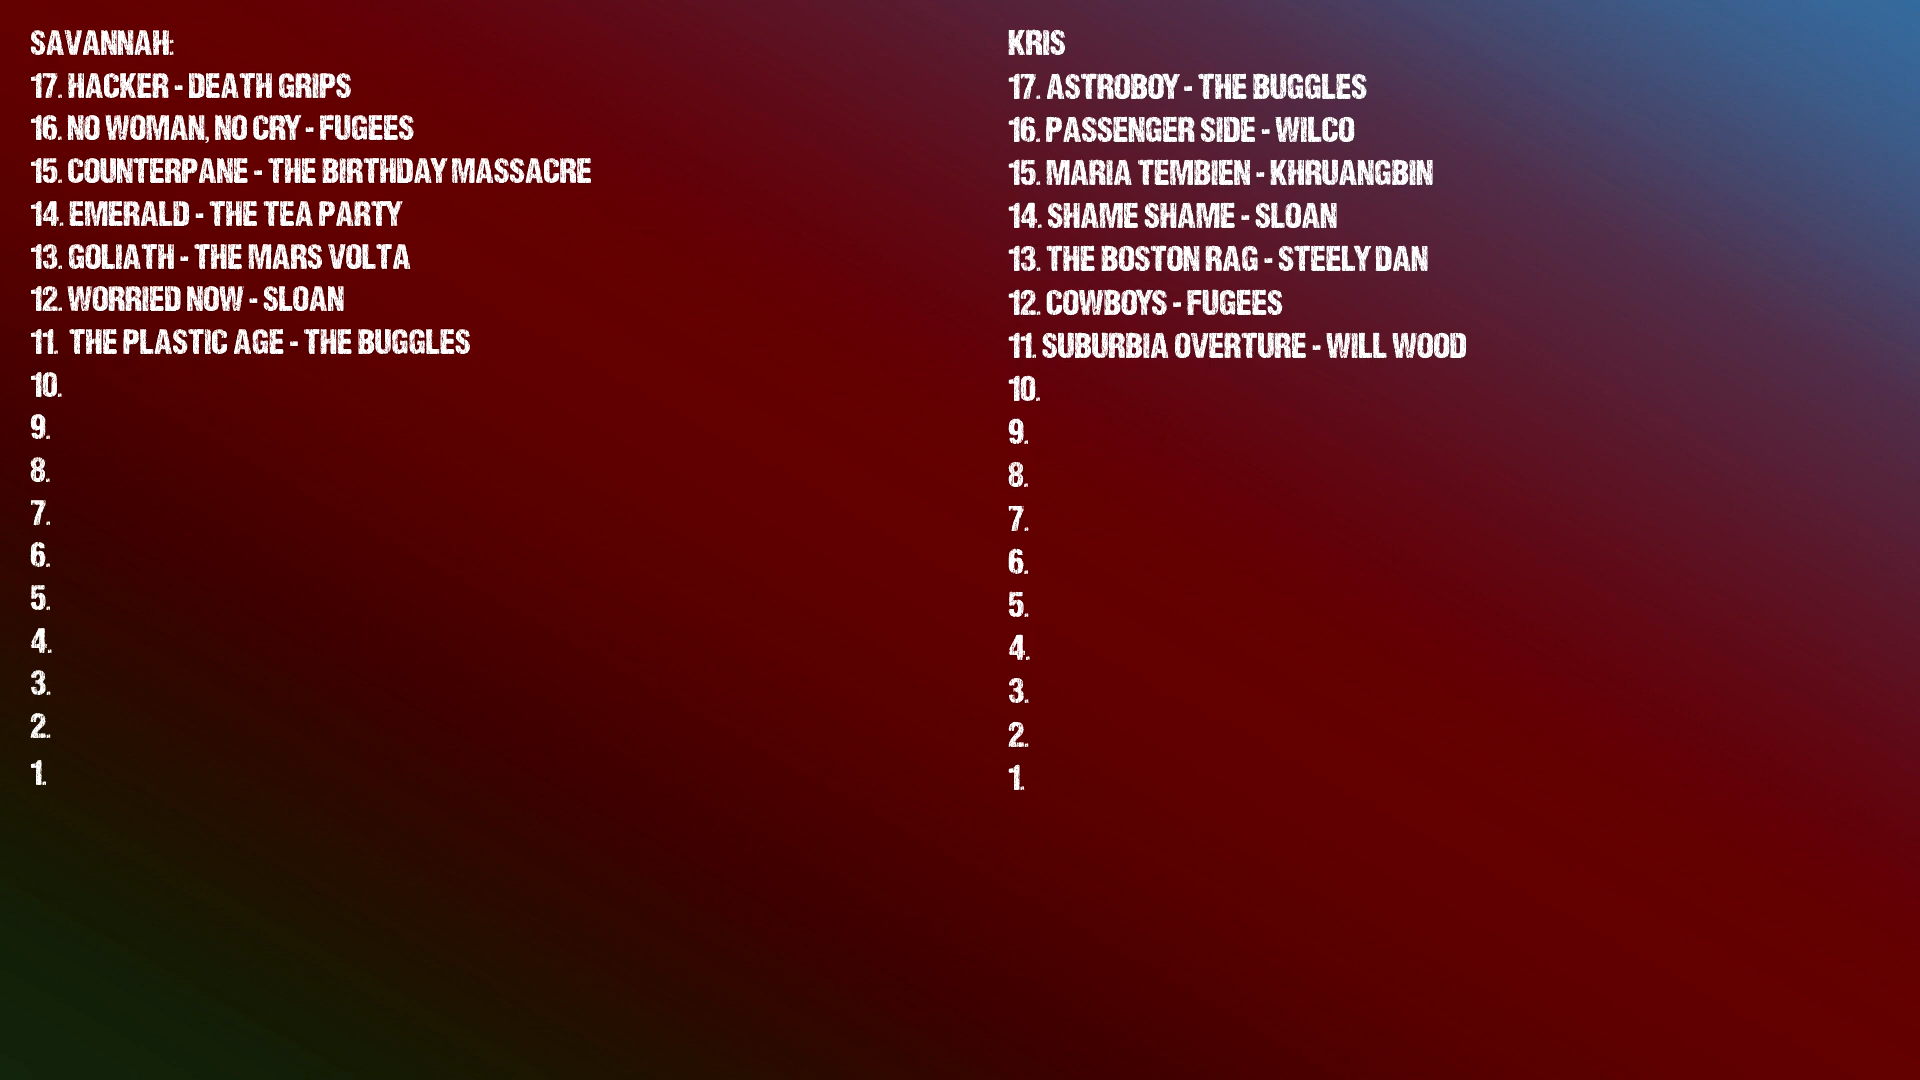 SAVANNAH:
17. HACKER - DEATH GRIPS
16. NO WOMAN, NO CRY - FUGEES
15. COUNTERPANE - THE BIRTHDAY MASSACRE
14. EMERALD - THE TEA PARTY
13. GOLIATH - THE MARS VOLTA
12. WORRIED NOW - SLOAN
11. THE PLASTIC AGE - THE BUGGLES
10.
9.
8.
7.
6.
5.
4.
3.
2.
1.
KRIS
17. ASTROBOY - THE BUGGLES
16. PASSENGER SIDE - WILCO
15. MARIA TEMBIEN - KHRUANGBIN
14. SHAME SHAME - SLOAN
13. THE BOSTON RAG - STEELY DAN
12. COWBOYS - FUGEES
11. SUBURBIA OVERTURE - WILL WOOD
10.
9.
8.
7.
6.
5.
4.
3.
2.
1.